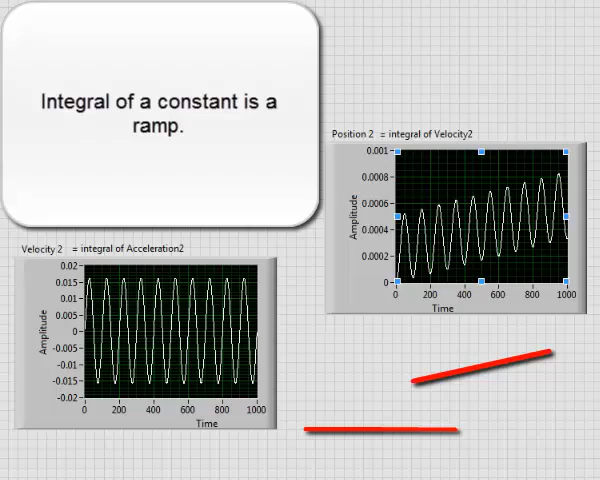 Integral of a constant is a
ramp.
Position 2 = integral of Velocity2
0.001
0.0008
0.0006
0.0004
0.0002
0
Amplitude
0 200 400 600 800 1000
Time
Velocity 2 = integral of Acceleration2
0.02
0.015
0.01
0.005
0
-0.005
-0.01
-0.015
-0.02
Amplitude
0 200 400 600 800 1000
Time